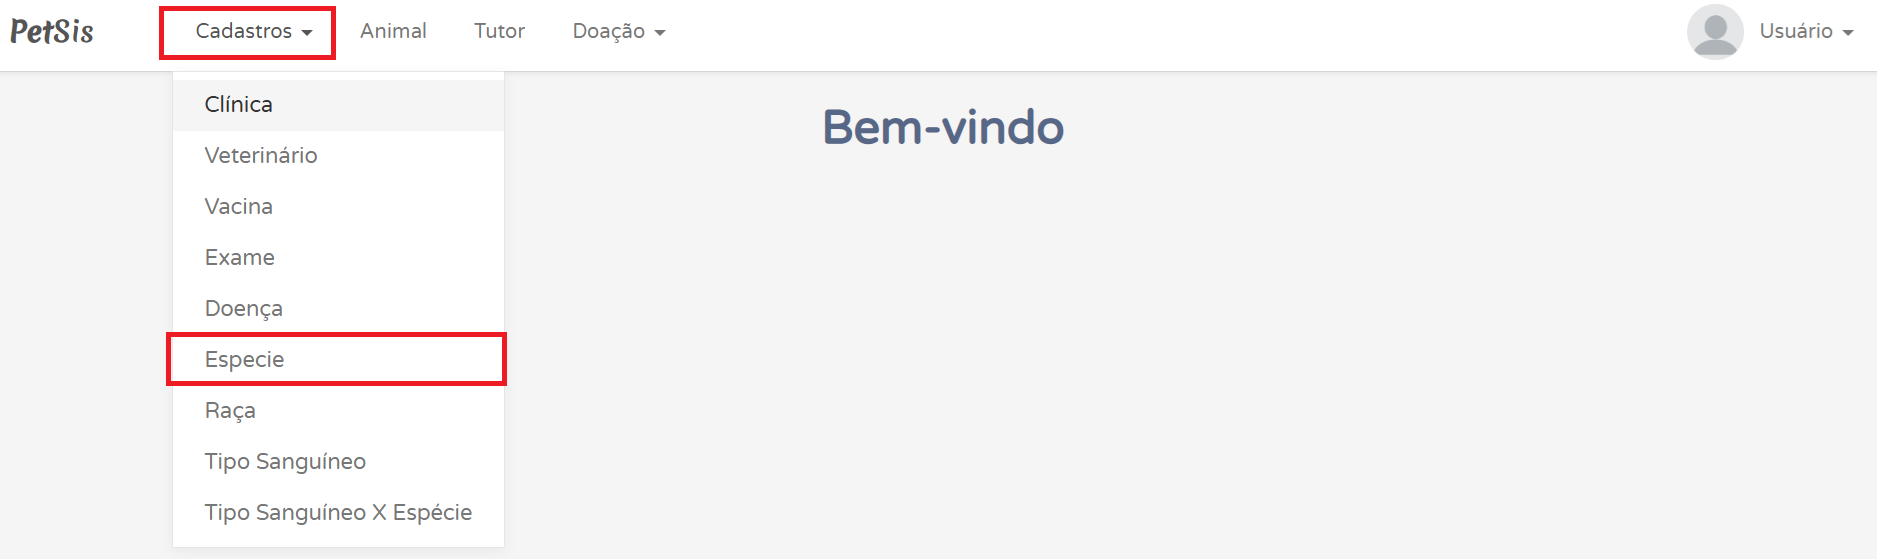 PetSis Cadastros Animal Tutor Doação Usuário
Clínica
Bem-vindo
Veterinário
Vacina
Exame
Doença
Especie
Raça
Tipo Sanguíneo
Tipo Sanguíneo X Espécie